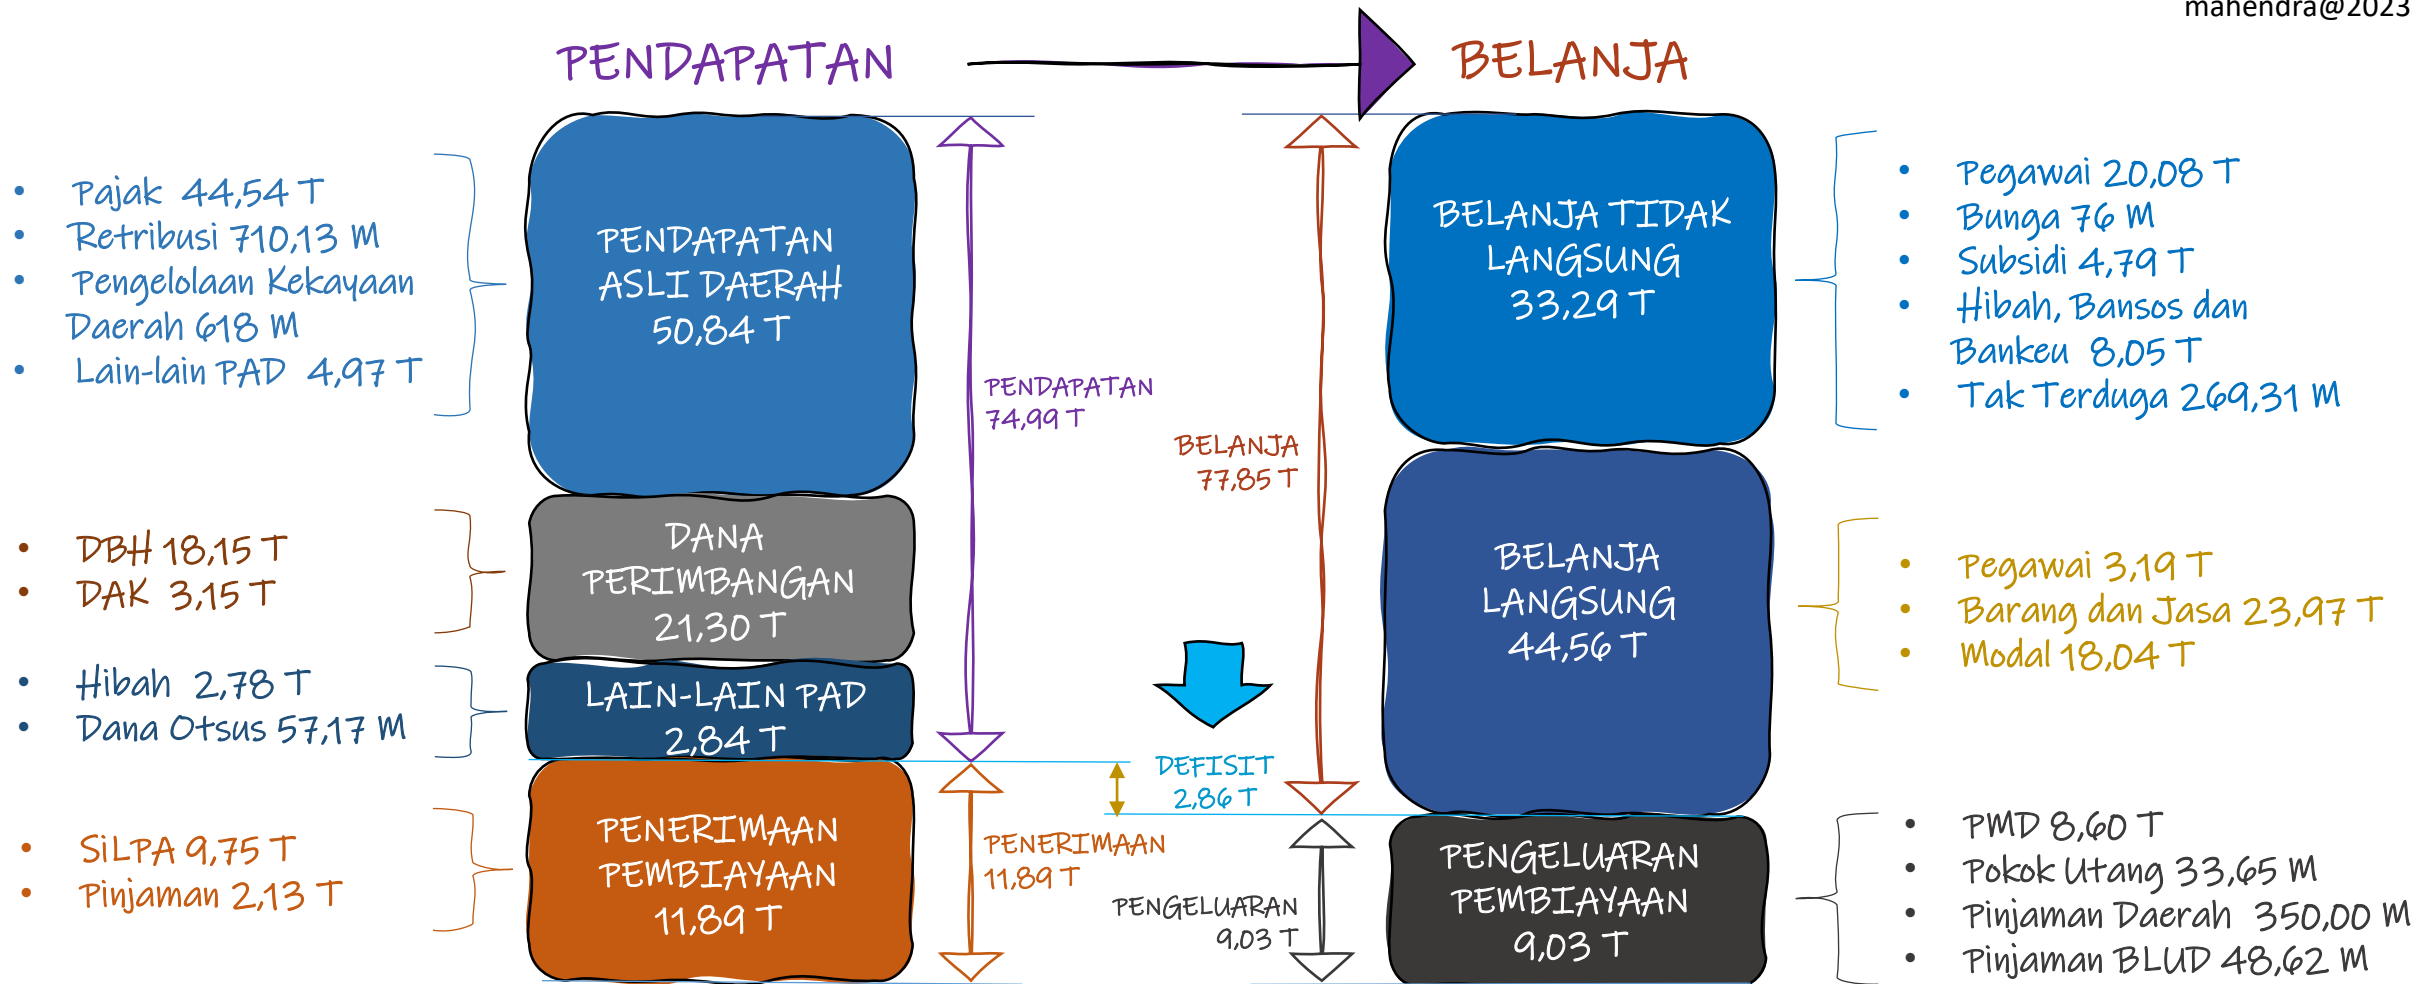 mahendra@2023
PENDAPATAN
BELANJA
• Pajak 44,54 T
• Retribusi 710,13 M
• Pengelolaan Kekayaan
Daerah 618 M
• Lain-lain PAD 4,97 T
PENDAPATAN
ASLI DAERAH
50,84 T
• DBH 18,15 T
• DAK 3,15 T
DANA
PERIMBANGAN
21,30 T
• Hibah 2,78 T
• Dana Otsus 57,17 M
LAIN-LAIN PAD
2,84 T
• SiLPA 9,75 T
• Pinjaman 2,13 T
PENERIMAAN
PEMBIAYAAN
11,89 T
PENDAPATAN
74,99 T
PENERIMAAN
11,89 T
BELANJA
77,85 T
DEFISIT
2,86 T
PENGELUARAN
9,03 T
BELANJA TIDAK
LANGSUNG
33,29 T
• Pegawai 20,08 T
• Bunga 76 M
• Subsidi 4,79 T
• Hibah, Bansos dan
Bankeu 8,05 T
• Tak Terduga 269,31 M
BELANJA
LANGSUNG
44,56 T
• Pegawai 3,19 T
• Barang dan Jasa 23,97 T
• Modal 18,04 T
PENGELUARAN
PEMBIAYAAN
9,03 T
• PMD 8,60 T
• Pokok Utang 33,65 M
• Pinjaman Daerah 350,00 M
• Pinjaman BLUD 48,62 M